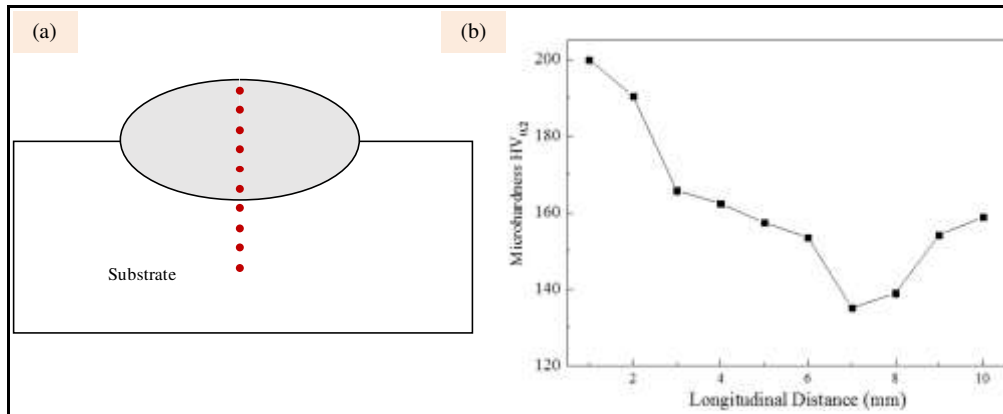 (a)
(b)
Substrate
200
180
160
140
120
Microhardness HV0.2
2
4
6
8
10
Longitudinal Distance (mm)